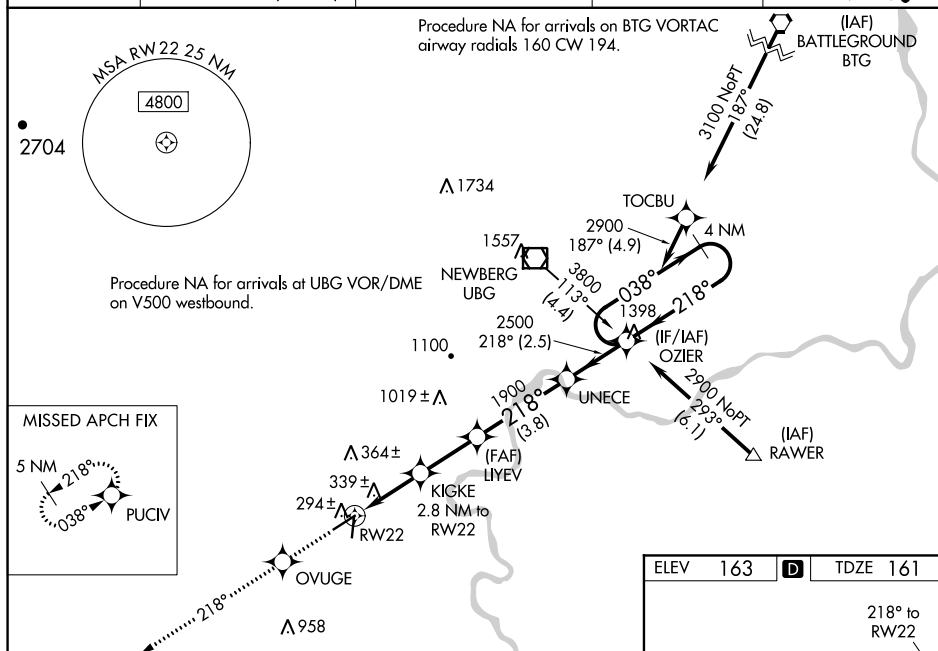 Procedure NA for arrivals on BTG VORTAC
airway radials 160 CW 194.
(IAF)
BATTLEGROUND
BTG
MSA RW 22 25 NM
4800
2704
3100 NoPT
187°
(24.8)
1734
TOCBU
2900
187° (4.9)
4 NM
1557
NEWBERG
UBG
3800
113°
(4.4)
038°
218°
Procedure NA for arrivals at UBG VOR/DME
on V500 westbound.
1398
(IF/IAF)
OZIER
2500
218° (2.5)
1100
UNECE
2900 NoPT
293°
(6.1)
1019 ±
1900
218°
(3.8)
(IAF)
RAWER
MISSED APCH FIX
5 NM
218°
038°
PUCIV
(FAF)
LIYEV
364 ±
KIGKE
2.8 NM to
RW22
339 ±
294 ±
RW22
OVUGE
218°
958
ELEV 163 D TDZE 161
218° to
RW22